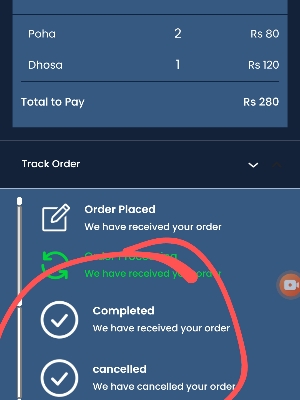 Poha 2 Rs 80
Dhosa 1 Rs 120
Total to Pay Rs 280
Track Order
Order Placed
We have received your order
Order Processing
We have received your order
Completed
We have received your order
cancelled
We have cancelled your order